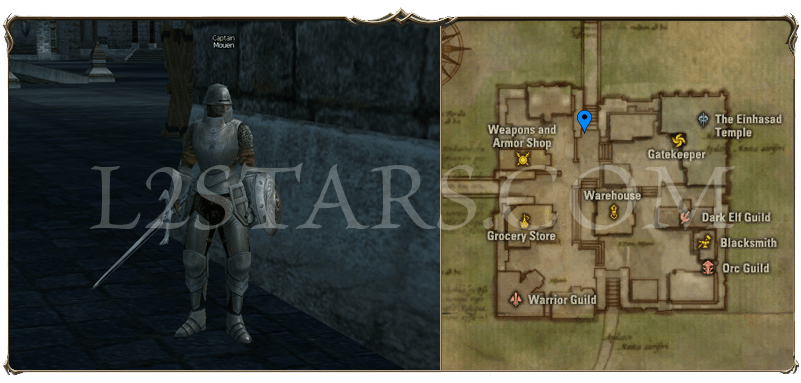 Captain
Mouen
L2STARS.COM
Weapons and
Armor Shop
The Einhasad
Temple
Gatekeeper
Warehouse
Grocery Store
Dark Elf Guild
Blacksmith
Orc Guild
Warrior Guild